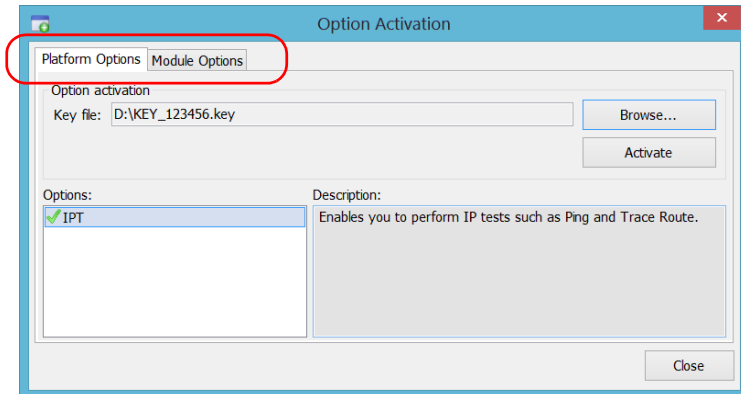 Option Activation
Platform Options Module Options
Option activation
Key file: D:\KEY_123456.key Browse...
Activate
Options: Description:
IPT Enables you to perform IP tests such as Ping and Trace Route.
Close